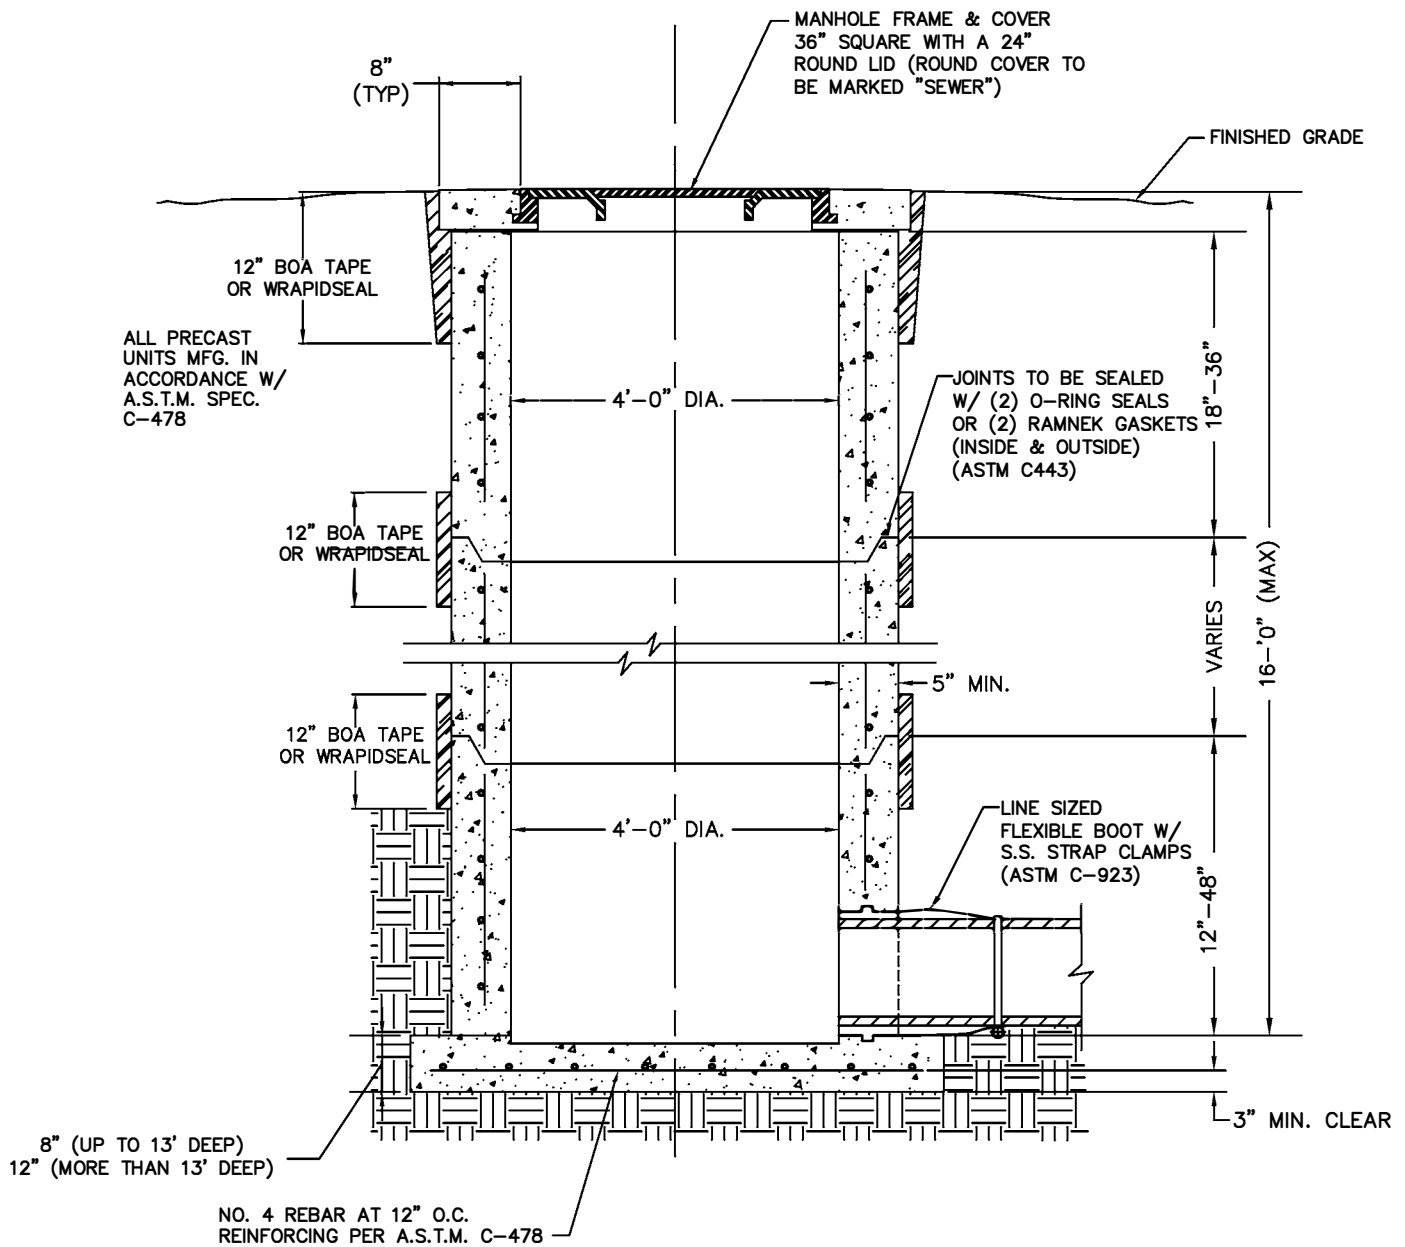 MANHOLE FRAME & COVER
36" SQUARE WITH A 24"
ROUND LID (ROUND COVER TO
BE MARKED "SEWER")
8"
(TYP)
FINISHED GRADE
12" BOA TAPE
OR WRAPIDSEAL
ALL PRECAST
UNITS MFG. IN
ACCORDANCE W/
A.S.T.M. SPEC.
C-478
4'-0" DIA.
JOINTS TO BE SEALED
W/ (2) O-RING SEALS
OR (2) RAMNEK GASKETS
(INSIDE & OUTSIDE)
(ASTM C443)
18"-36"
12" BOA TAPE
OR WRAPIDSEAL
16-'0" (MAX)
VARIES
5" MIN.
12" BOA TAPE
OR WRAPIDSEAL
4'-0" DIA.
LINE SIZED
FLEXIBLE BOOT W/
S.S. STRAP CLAMPS
(ASTM C-923)
12"-48"
3" MIN. CLEAR
8" (UP TO 13' DEEP)
12" (MORE THAN 13' DEEP)
NO. 4 REBAR AT 12" O.C.
REINFORCING PER A.S.T.M. C-478